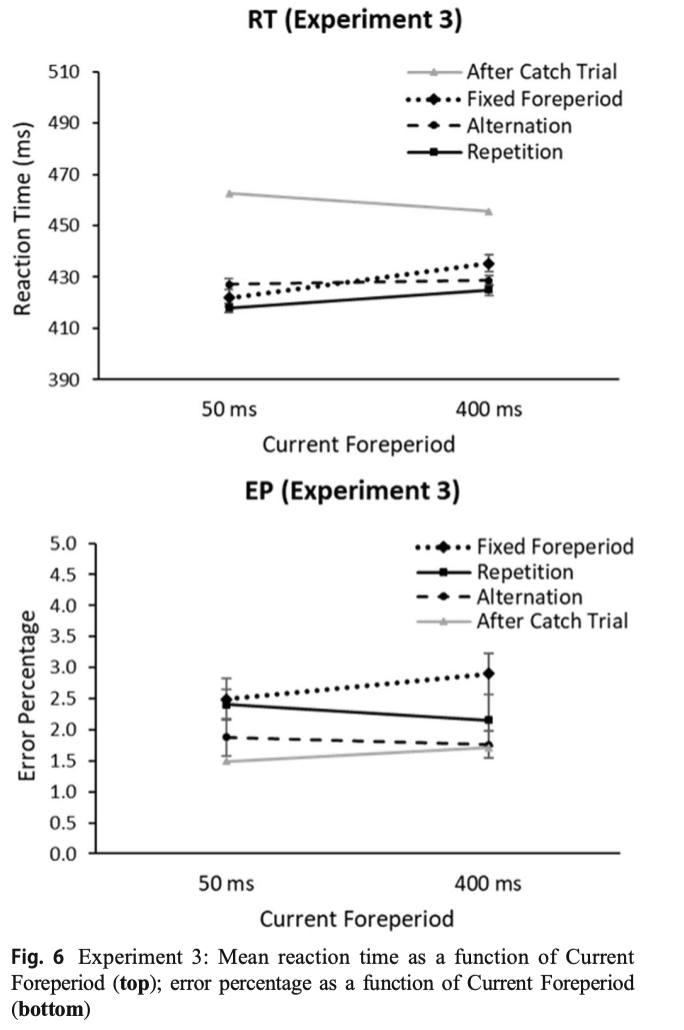 RT (Experiment 3)
510
490
470
450
430
410
390
Reaction Time (ms)
After Catch Trial
Fixed Foreperiod
Alternation
Repetition
50 ms
400 ms
Current Foreperiod
EP (Experiment 3)
5.0
4.5
4.0
3.5
3.0
2.5
2.0
1.5
1.0
0.5
0.0
Error Percentage
Fixed Foreperiod
Repetition
Alternation
After Catch Trial
50 ms
400 ms
Current Foreperiod
Fig. 6 Experiment 3: Mean reaction time as a function of Current
Foreperiod (top); error percentage as a function of Current Foreperiod
(bottom)